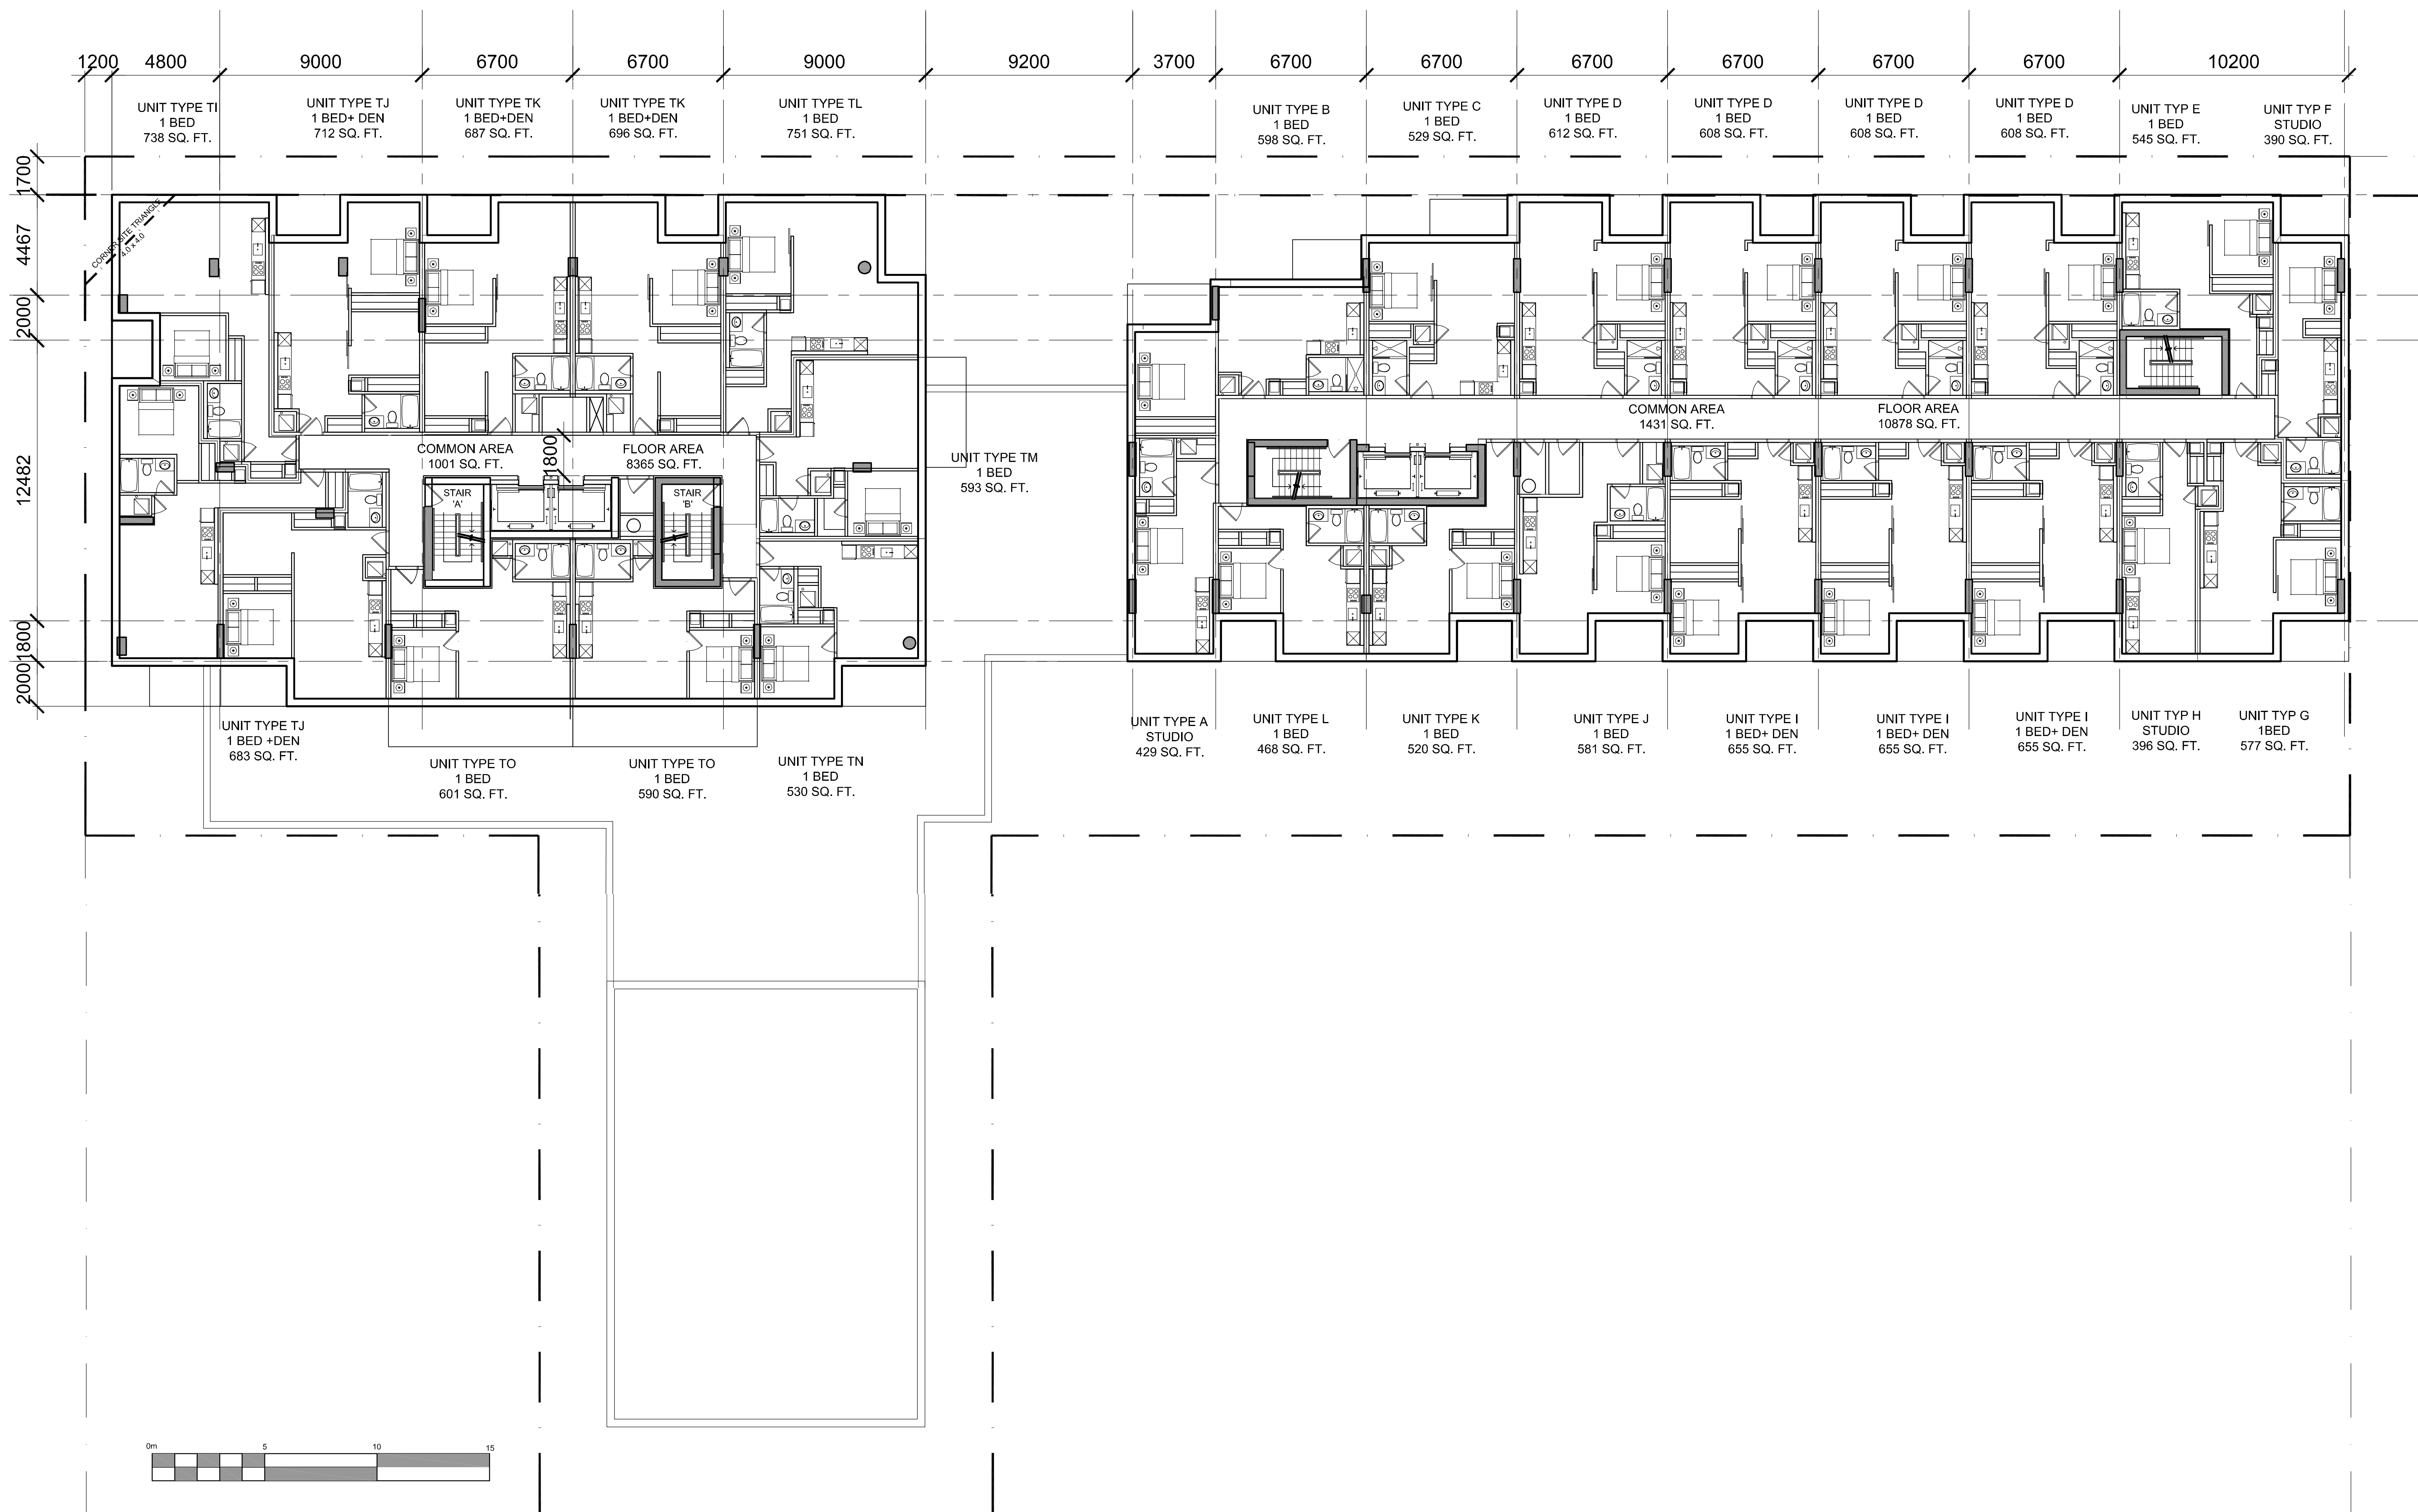 1200 4800 9000 6700 6700 9000 9200 3700 6700 6700 6700 6700 6700 6700 10200
UNIT TYPE TI
1 BED
738 SQ. FT.
UNIT TYPE TJ
1 BED+ DEN
712 SQ. FT.
UNIT TYPE TK
1 BED+DEN
687 SQ. FT.
UNIT TYPE TK
1 BED+DEN
696 SQ. FT.
UNIT TYPE TL
1 BED
751 SQ. FT.
UNIT TYPE B
1 BED
598 SQ. FT.
UNIT TYPE C
1 BED
529 SQ. FT.
UNIT TYPE D
1 BED
612 SQ. FT.
UNIT TYPE D
1 BED
608 SQ. FT.
UNIT TYPE D
1 BED
608 SQ. FT.
UNIT TYPE D
1 BED
608 SQ. FT.
UNIT TYP E
1 BED
545 SQ. FT.
UNIT TYP F
STUDIO
390 SQ. FT.
1700
4467
2000
12482
1800
2000
CORNER SITE TRIANGLE
4.0 x 4.0
COMMON AREA
1001 SQ. FT.
1800
FLOOR AREA
8365 SQ. FT.
STAIR
'A'
STAIR
'B'
UNIT TYPE TM
1 BED
593 SQ. FT.
COMMON AREA
1431 SQ. FT.
FLOOR AREA
10878 SQ. FT.
UNIT TYPE TJ
1 BED +DEN
683 SQ. FT.
UNIT TYPE TO
1 BED
601 SQ. FT.
UNIT TYPE TO
1 BED
590 SQ. FT.
UNIT TYPE TN
1 BED
530 SQ. FT.
UNIT TYPE A
STUDIO
429 SQ. FT.
UNIT TYPE L
1 BED
468 SQ. FT.
UNIT TYPE K
1 BED
520 SQ. FT.
UNIT TYPE J
1 BED
581 SQ. FT.
UNIT TYPE I
1 BED+ DEN
655 SQ. FT.
UNIT TYPE I
1 BED+ DEN
655 SQ. FT.
UNIT TYPE I
1 BED+ DEN
655 SQ. FT.
UNIT TYP H
STUDIO
396 SQ. FT.
UNIT TYP G
1BED
577 SQ. FT.
0m 5 10 15